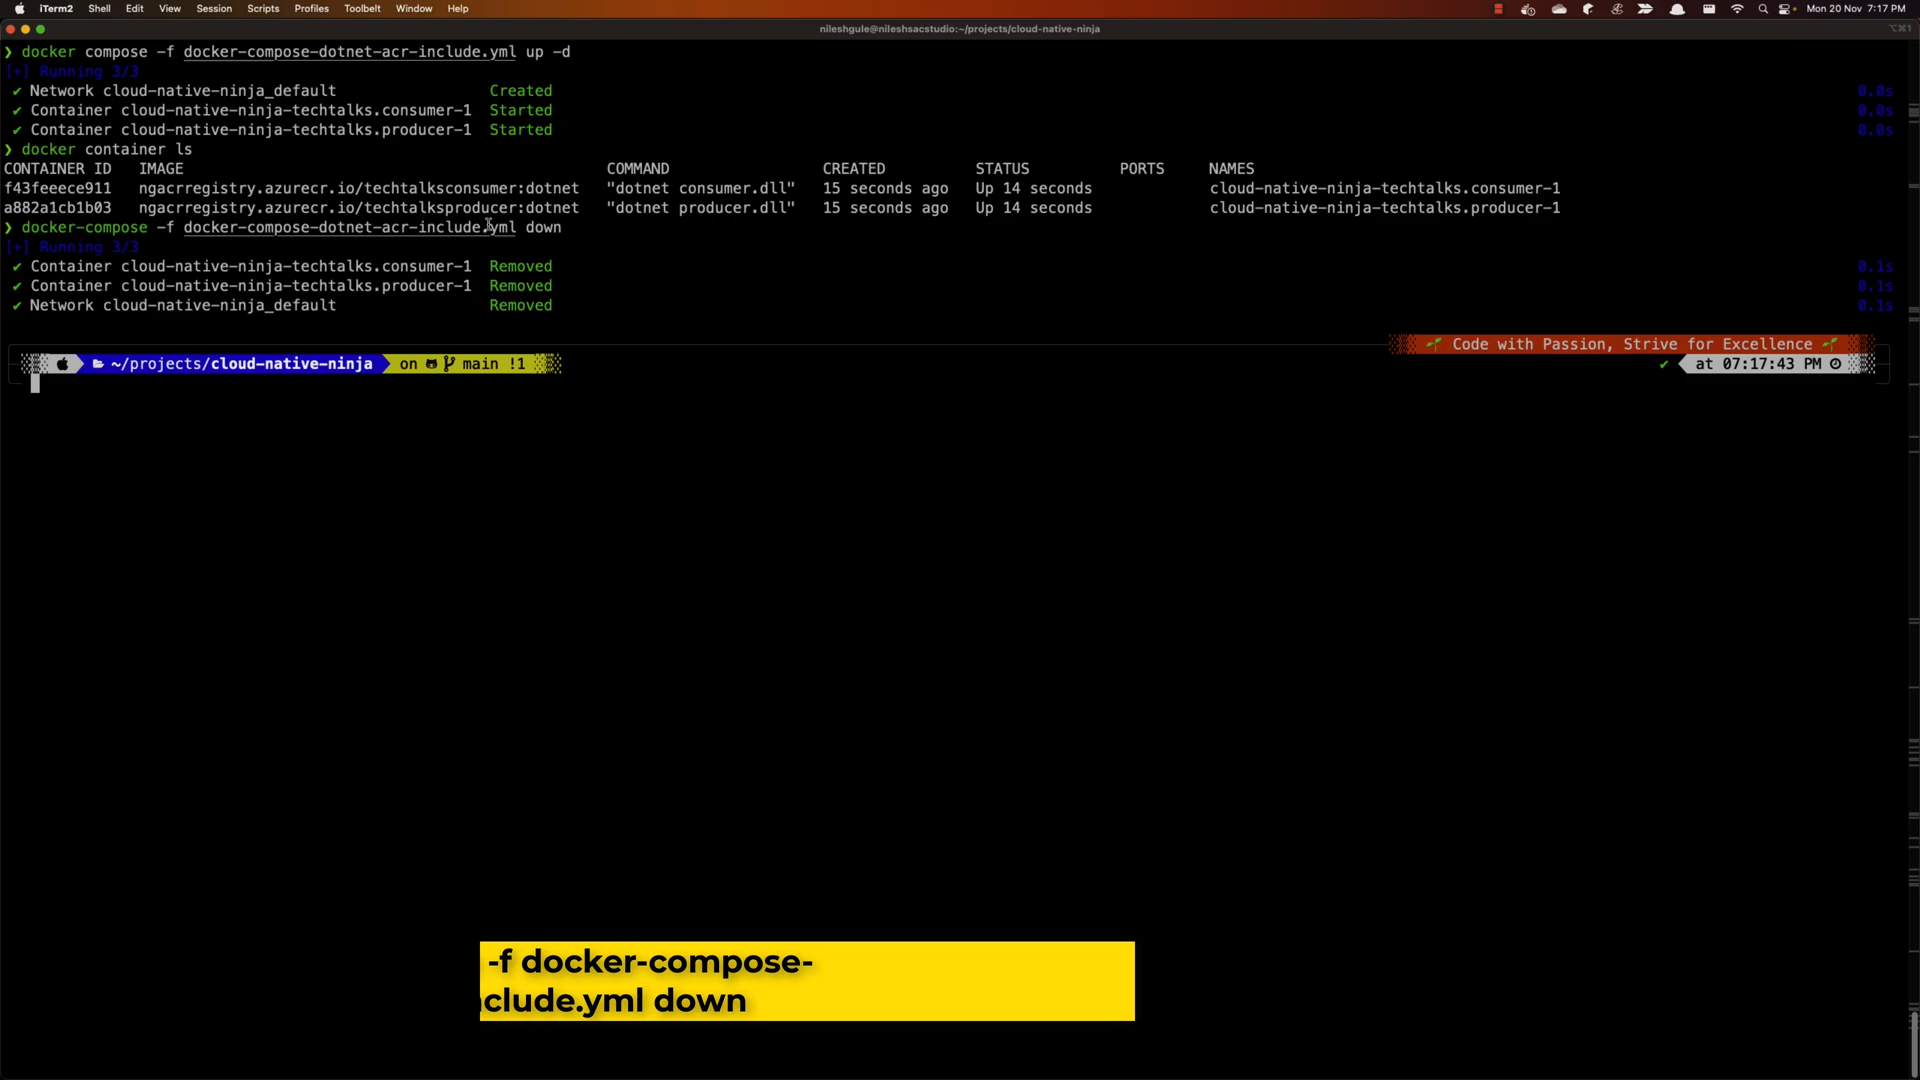 iTerm2 Shell Edit View Session Scripts Profiles Toolbelt Window Help Mon 20 Nov 7:17 PM
nileshgule@nileshsacstudio:~/projects/cloud-native-ninja ⌥⌘1
❯ docker compose -f docker-compose-dotnet-acr-include.yml up -d
[+] Running 3/3
✔ Network cloud-native-ninja_default Created 0.0s
✔ Container cloud-native-ninja-techtalks.consumer-1 Started 0.0s
✔ Container cloud-native-ninja-techtalks.producer-1 Started 0.0s
❯ docker container ls
CONTAINER ID IMAGE COMMAND CREATED STATUS PORTS NAMES
f43feeece911 ngacrregistry.azurecr.io/techtalksconsumer:dotnet "dotnet consumer.dll" 15 seconds ago Up 14 seconds cloud-native-ninja-techtalks.consumer-1
a882a1cb1b03 ngacrregistry.azurecr.io/techtalksproducer:dotnet "dotnet producer.dll" 15 seconds ago Up 14 seconds cloud-native-ninja-techtalks.producer-1
❯ docker-compose -f docker-compose-dotnet-acr-include.yml down
[+] Running 3/3
✔ Container cloud-native-ninja-techtalks.consumer-1 Removed 0.1s
✔ Container cloud-native-ninja-techtalks.producer-1 Removed 0.1s
✔ Network cloud-native-ninja_default Removed 0.1s
Code with Passion, Strive for Excellence
~/projects/cloud-native-ninja on main !1 ✔ at 07:17:43 PM
-f docker-compose-
nclude.yml down